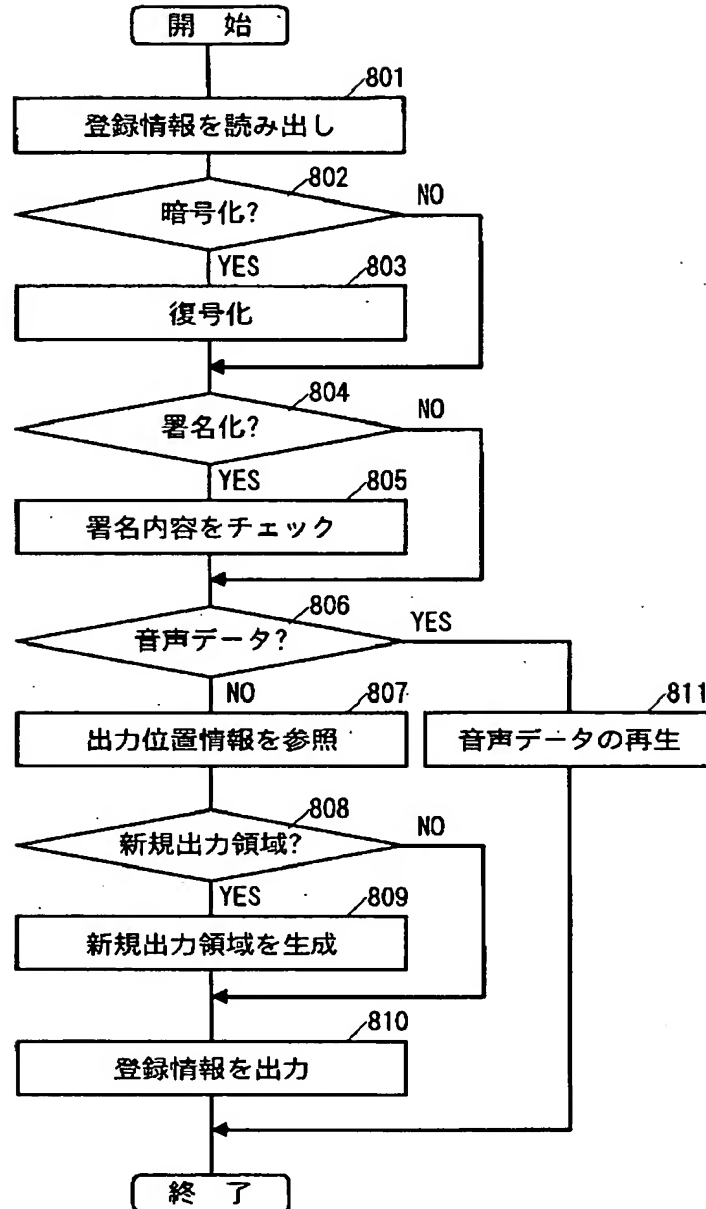 開 始
801
登録情報を読み出し
802
暗号化?
NO
YES
803
復号化
804
署名化?
NO
YES
805
署名内容をチェック
806
音声データ?
YES
NO
807
出力位置情報を参照
811
音声データの再生
808
新規出力領域?
NO
YES
809
新規出力領域を生成
810
登録情報を出力
終 了